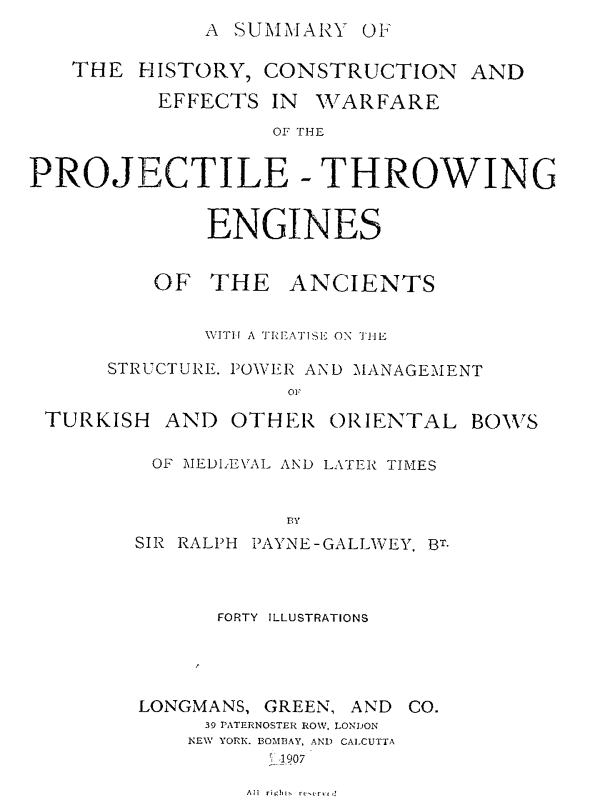 A SUMMARY OF
THE HISTORY, CONSTRUCTION AND
EFFECTS IN WARFARE
OF THE
PROJECTILE-THROWING
ENGINES
OF THE ANCIENTS
WITH A TREATISE ON THE
STRUCTURE, POWER AND MANAGEMENT
OF
TURKISH AND OTHER ORIENTAL BOWS
OF MEDIÆVAL AND LATER TIMES
BY
SIR RALPH PAYNE-GALLWEY, BT.
FORTY ILLUSTRATIONS
LONGMANS, GREEN, AND CO.
39 PATERNOSTER ROW, LONDON
NEW YORK, BOMBAY, AND CALCUTTA
1907
All rights reserved